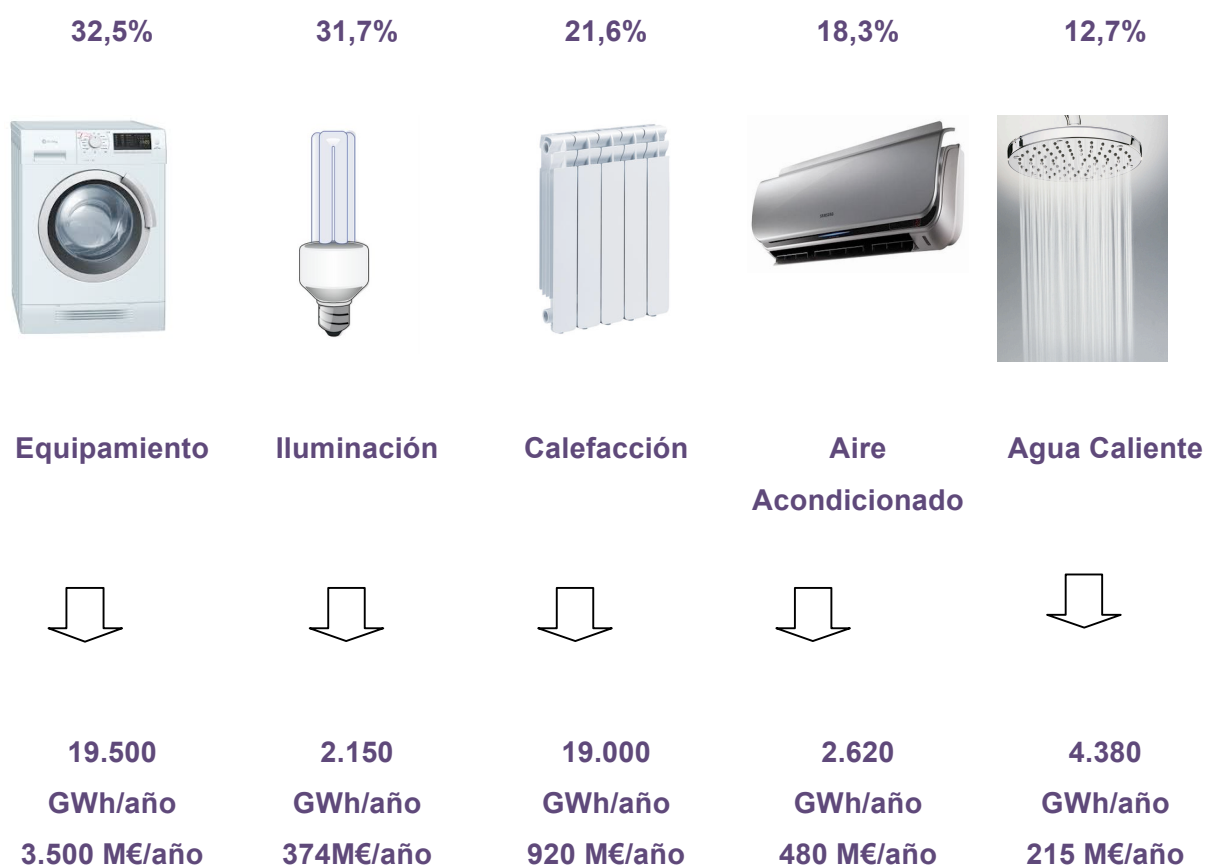 32,5% 31,7% 21,6% 18,3% 12,7%
SAMSUNG
Equipamiento Iluminación Calefacción Aire Agua Caliente
Acondicionado
19.500 2.150 19.000 2.620 4.380
GWh/año GWh/año GWh/año GWh/año GWh/año
3.500 M€/año 374M€/año 920 M€/año 480 M€/año 215 M€/año